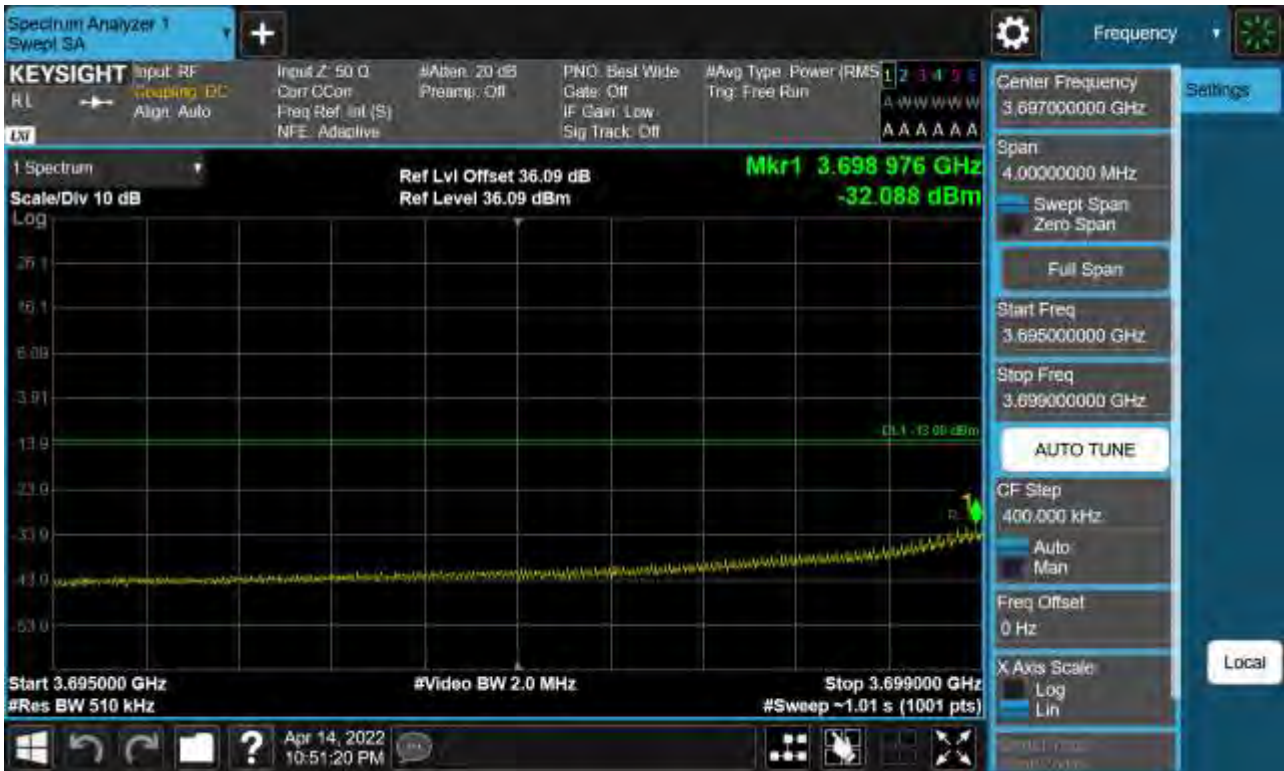 Spectrum Analyzer 1
Swept SA
Frequency
KEYSIGHT
RL
LXI
Input: RF
Coupling: DC
Align: Auto
Input Z: 50 Ω
Corr CCorr
Freq Ref: Int (S)
NFE: Adaptive
#Atten: 20 dB
Preamp: Off
PNO: Best Wide
Gate: Off
IF Gain: Low
Sig Track: Off
#Avg Type: Power (RMS
Trig: Free Run
1 2 3 4 5 6
A W W W W W
A A A A A A
1 Spectrum
Scale/Div 10 dB
Log
Ref Lvl Offset 36.09 dB
Ref Level 36.09 dBm
Mkr1 3.698 976 GHz
-32.088 dBm
26.1
16.1
6.09
-3.91
-13.9
-23.9
-33.9
-43.9
-53.9
DL1 -13.00 dBm
1
R
Start 3.695000 GHz
#Res BW 510 kHz
#Video BW 2.0 MHz
Stop 3.699000 GHz
#Sweep ~1.01 s (1001 pts)
Center Frequency
3.697000000 GHz
Settings
Span
4.00000000 MHz
Swept Span
Zero Span
Full Span
Start Freq
3.695000000 GHz
Stop Freq
3.699000000 GHz
AUTO TUNE
CF Step
400.000 kHz
Auto
Man
Freq Offset
0 Hz
X Axis Scale
Log
Lin
Local
?
Apr 14, 2022
10:51:20 PM